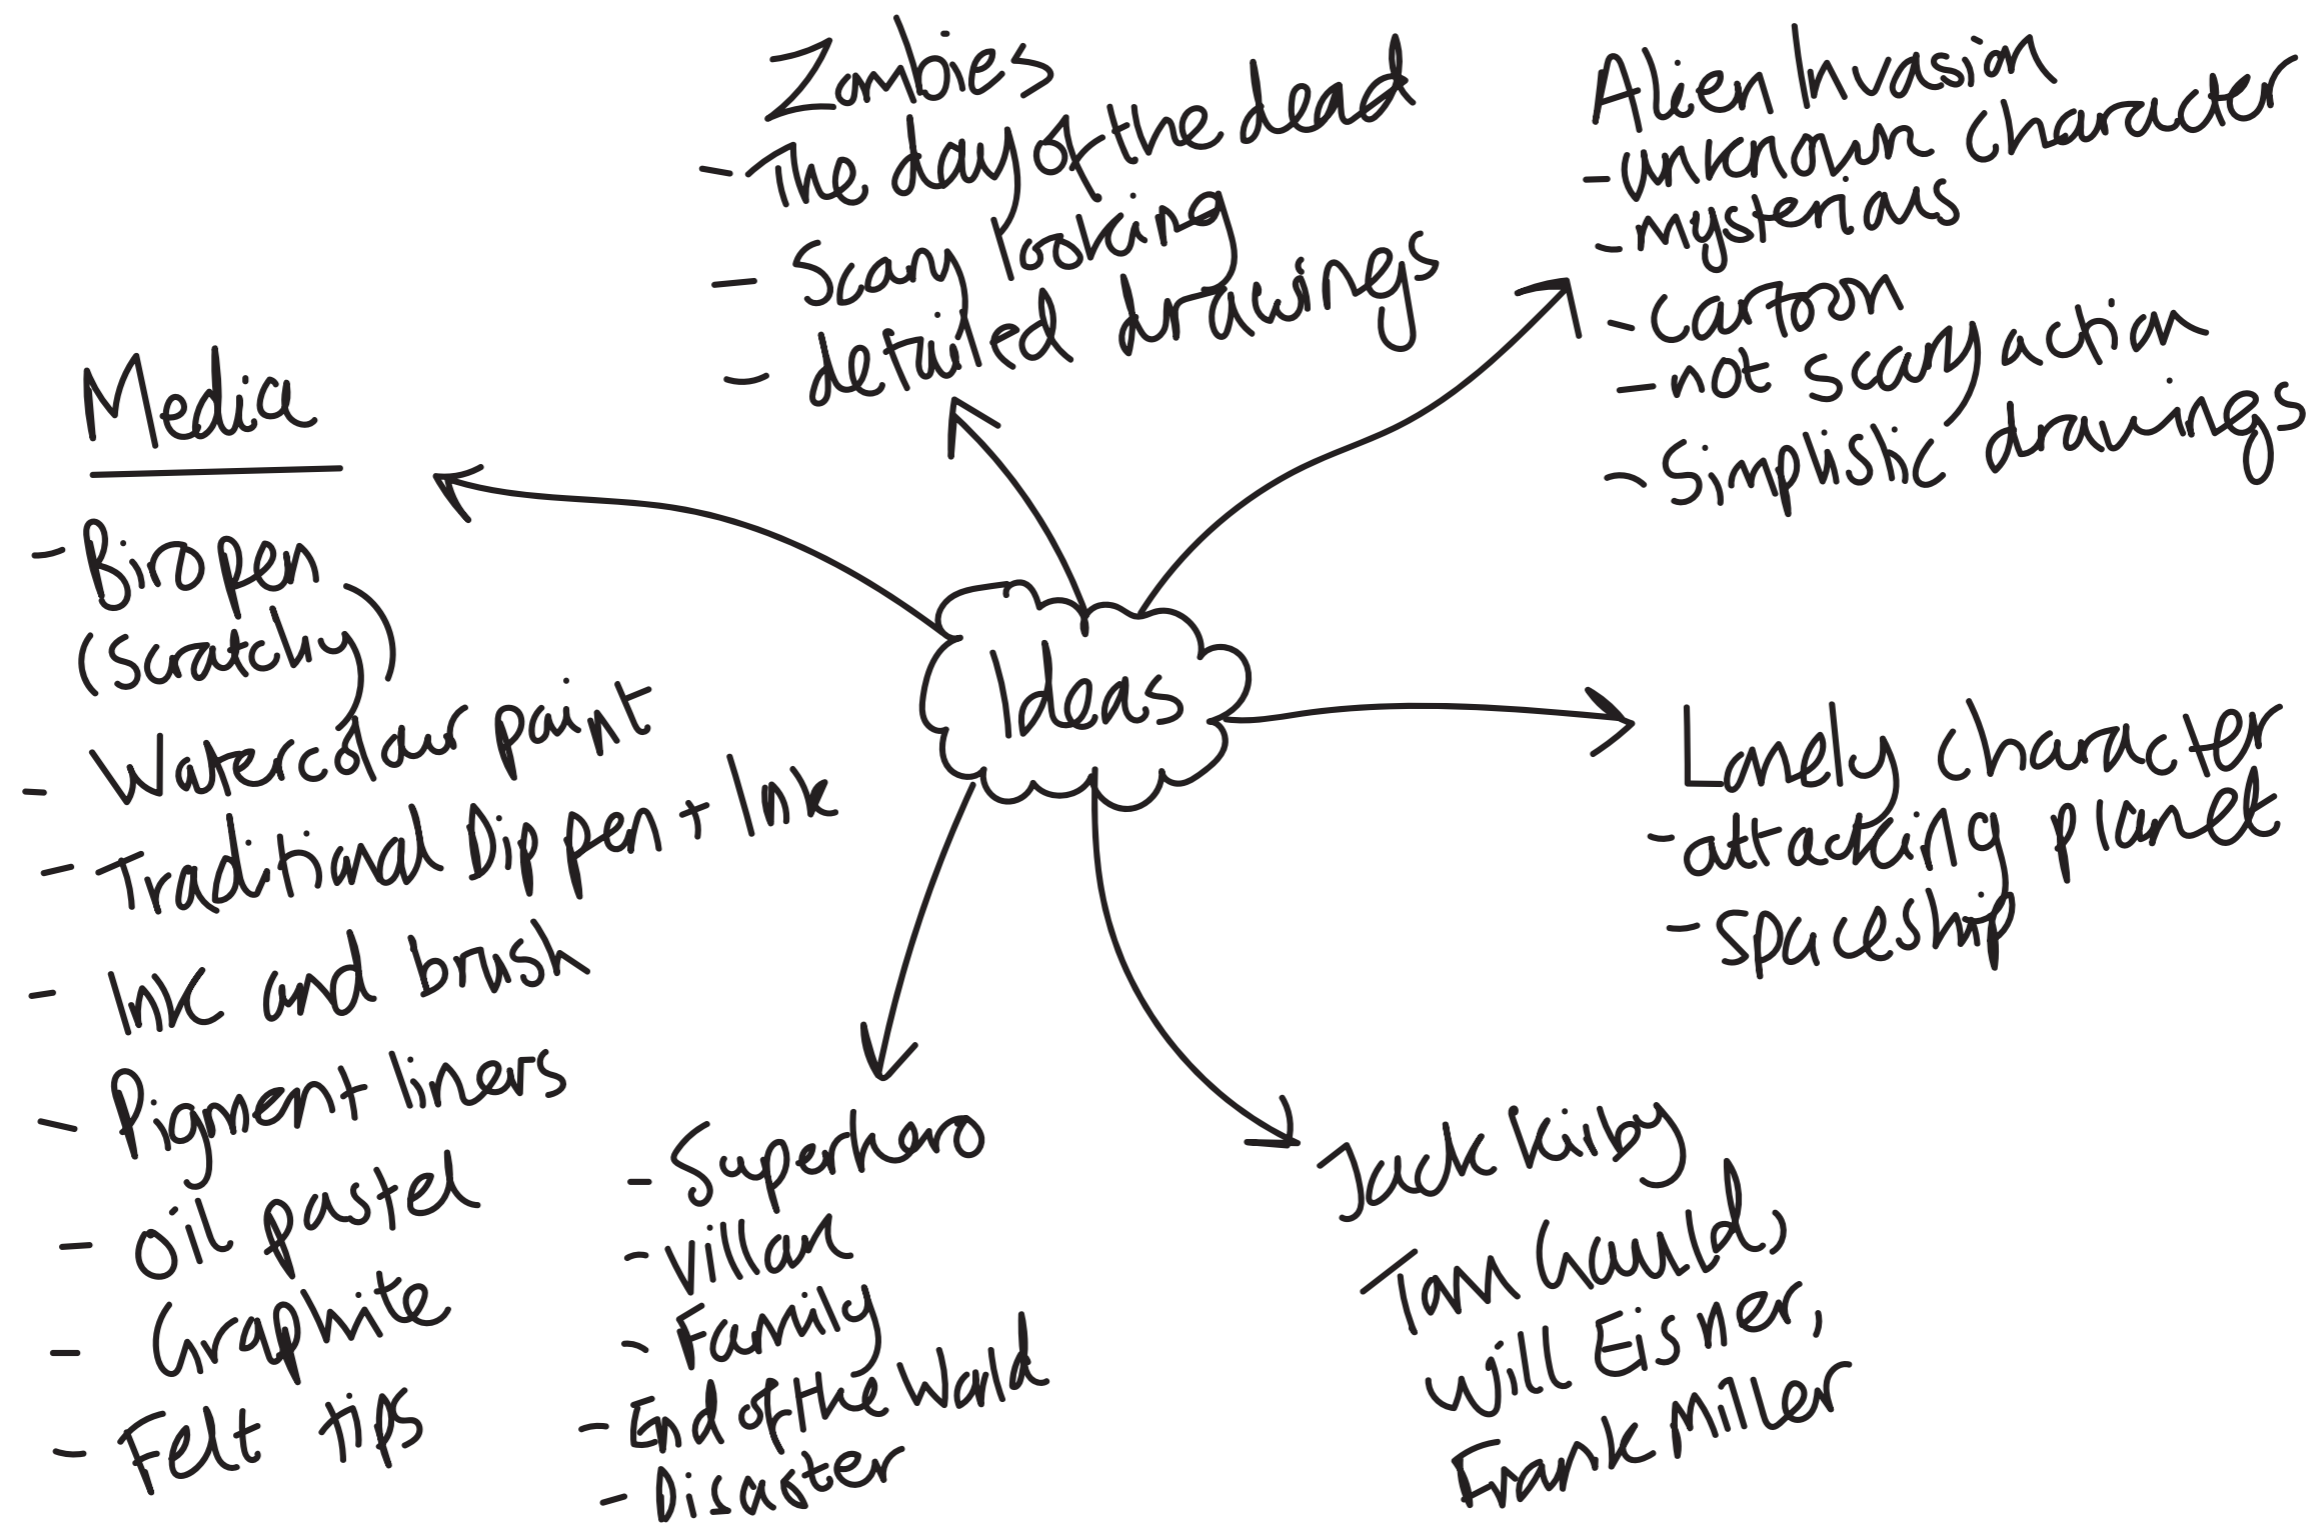 Zombies
- The day of the dead
- Scary looking
- detailed drawings
Alien Invasion
- unknown character
- mysterious
- cartoon
- not scary action
- Simplistic drawings
Media
- Biro pen
(scratchy)
- Watercolour paint
- Traditional Dip pen + Ink
- Ink and brush
- Pigment liners
- Oil pastel
- Graphite
- Felt tips
Ideas
Lonely character
- attacking planet
- spaceship
- Superhero
- Villan
- Family
- End of the World
- Disaster
Jack Kirby
Tom Gauld,
Will Eisner,
Frank Miller